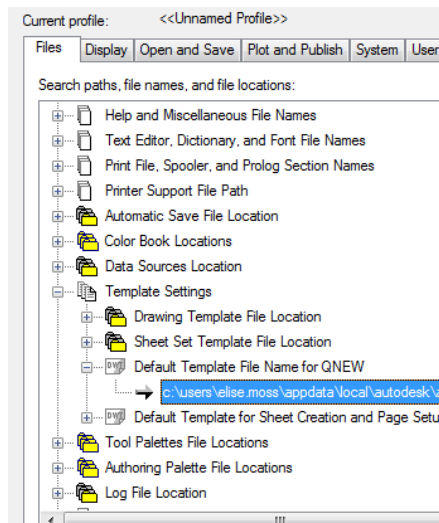 Current profile: <<Unnamed Profile>>
Files Display Open and Save Plot and Publish System User
Search paths, file names, and file locations:
Help and Miscellaneous File Names
Text Editor, Dictionary, and Font File Names
Print File, Spooler, and Prolog Section Names
Printer Support File Path
Automatic Save File Location
Color Book Locations
Data Sources Location
Template Settings
Drawing Template File Location
Sheet Set Template File Location
DWG Default Template File Name for QNEW
c:\users\elise.moss\appdata\local\autodesk\
DWG Default Template for Sheet Creation and Page Setu
Tool Palettes File Locations
Authoring Palette File Locations
Log File Location